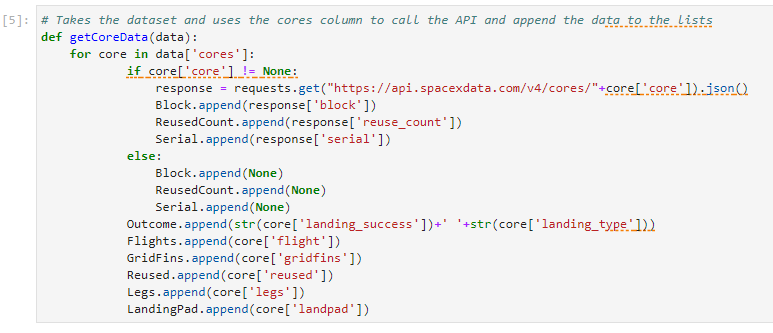 [5]: # Takes the dataset and uses the cores column to call the API and append the data to the lists
def getCoreData(data):
    for core in data['cores']:
            if core['core'] != None:
                response = requests.get("https://api.spacexdata.com/v4/cores/"+core['core']).json()
                Block.append(response['block'])
                ReusedCount.append(response['reuse_count'])
                Serial.append(response['serial'])
            else:
                Block.append(None)
                ReusedCount.append(None)
                Serial.append(None)
            Outcome.append(str(core['landing_success'])+' '+str(core['landing_type']))
            Flights.append(core['flight'])
            GridFins.append(core['gridfins'])
            Reused.append(core['reused'])
            Legs.append(core['legs'])
            LandingPad.append(core['landpad'])